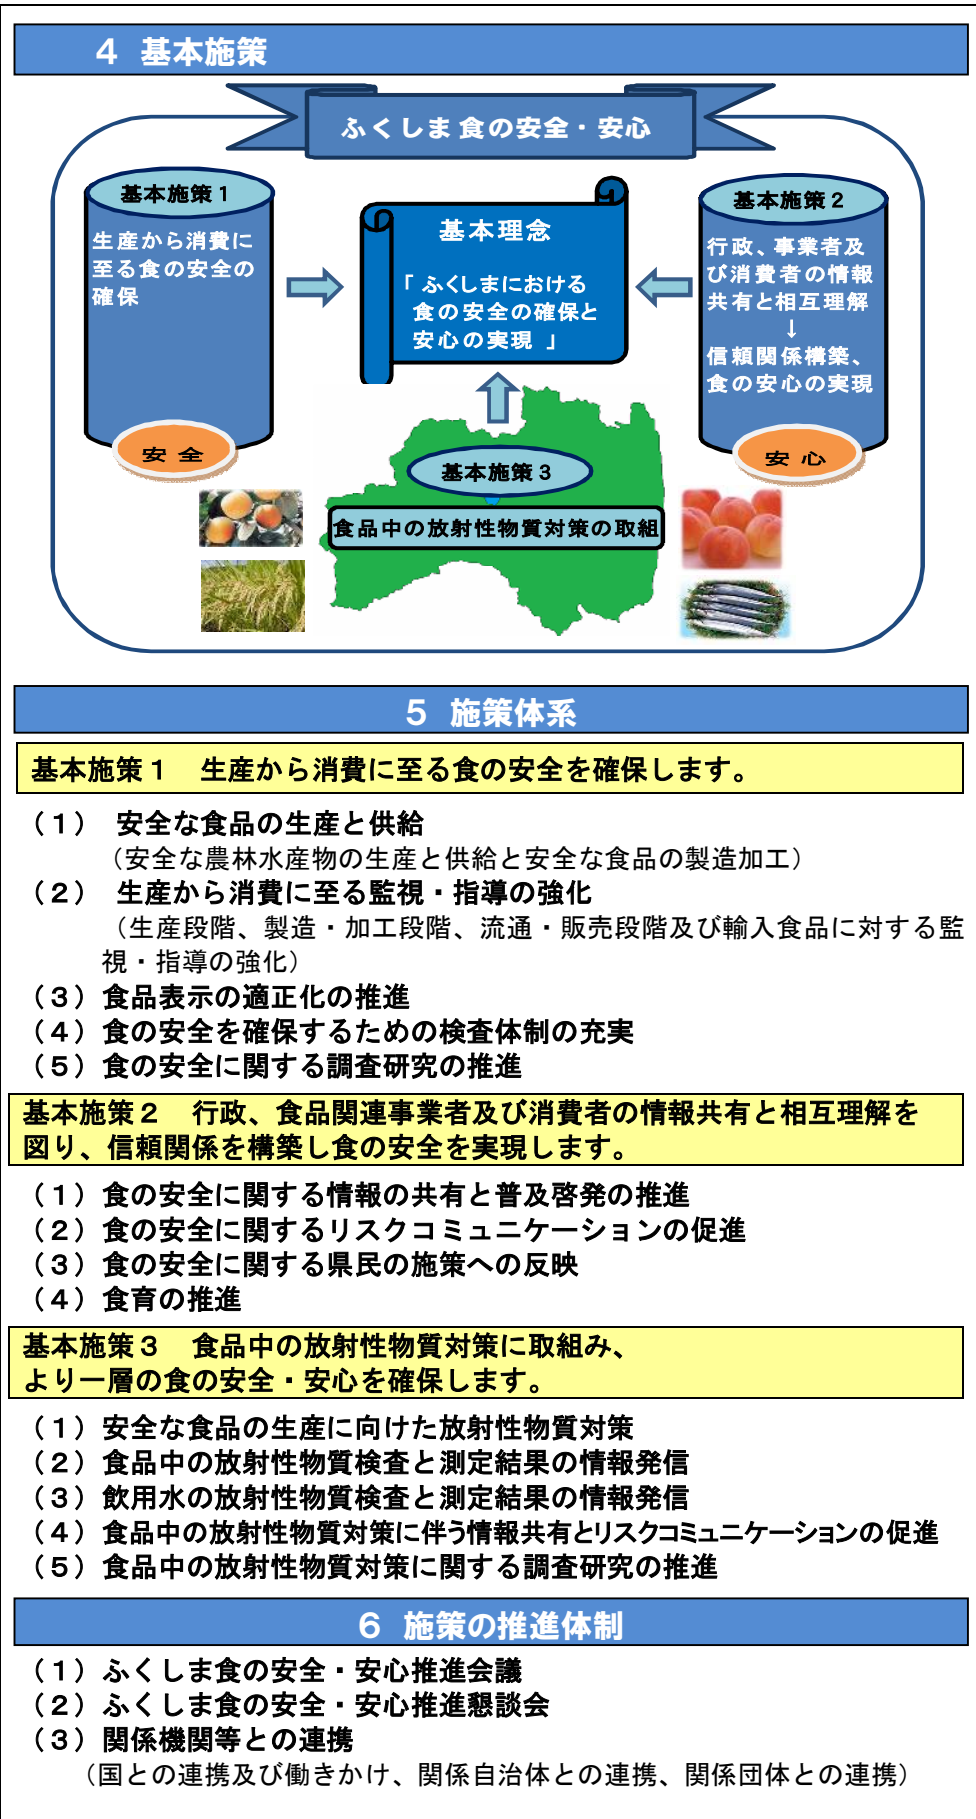 4 基本施策
ふくしま 食の安全・安心
基本施策1
生産から消費に
至る食の安全の
確保
安 全
基本理念
「ふくしまにおける
食の安全の確保と
安心の実現 」
基本施策2
行政、事業者及
び消費者の情報
共有と相互理解
↓
信頼関係構築、
食の安心の実現
安 心
基本施策3
食品中の放射性物質対策の取組
5 施策体系
基本施策1 生産から消費に至る食の安全を確保します。
(1) 安全な食品の生産と供給
(安全な農林水産物の生産と供給と安全な食品の製造加工)
(2) 生産から消費に至る監視・指導の強化
(生産段階、製造・加工段階、流通・販売段階及び輸入食品に対する監
視・指導の強化)
(3)食品表示の適正化の推進
(4)食の安全を確保するための検査体制の充実
(5)食の安全に関する調査研究の推進
基本施策2 行政、食品関連事業者及び消費者の情報共有と相互理解を
図り、信頼関係を構築し食の安全を実現します。
(1)食の安全に関する情報の共有と普及啓発の推進
(2)食の安全に関するリスクコミュニケーションの促進
(3)食の安全に関する県民の施策への反映
(4)食育の推進
基本施策3 食品中の放射性物質対策に取組み、
より一層の食の安全・安心を確保します。
(1)安全な食品の生産に向けた放射性物質対策
(2)食品中の放射性物質検査と測定結果の情報発信
(3)飲用水の放射性物質検査と測定結果の情報発信
(4)食品中の放射性物質対策に伴う情報共有とリスクコミュニケーションの促進
(5)食品中の放射性物質対策に関する調査研究の推進
6 施策の推進体制
(1)ふくしま食の安全・安心推進会議
(2)ふくしま食の安全・安心推進懇談会
(3)関係機関等との連携
(国との連携及び働きかけ、関係自治体との連携、関係団体との連携)